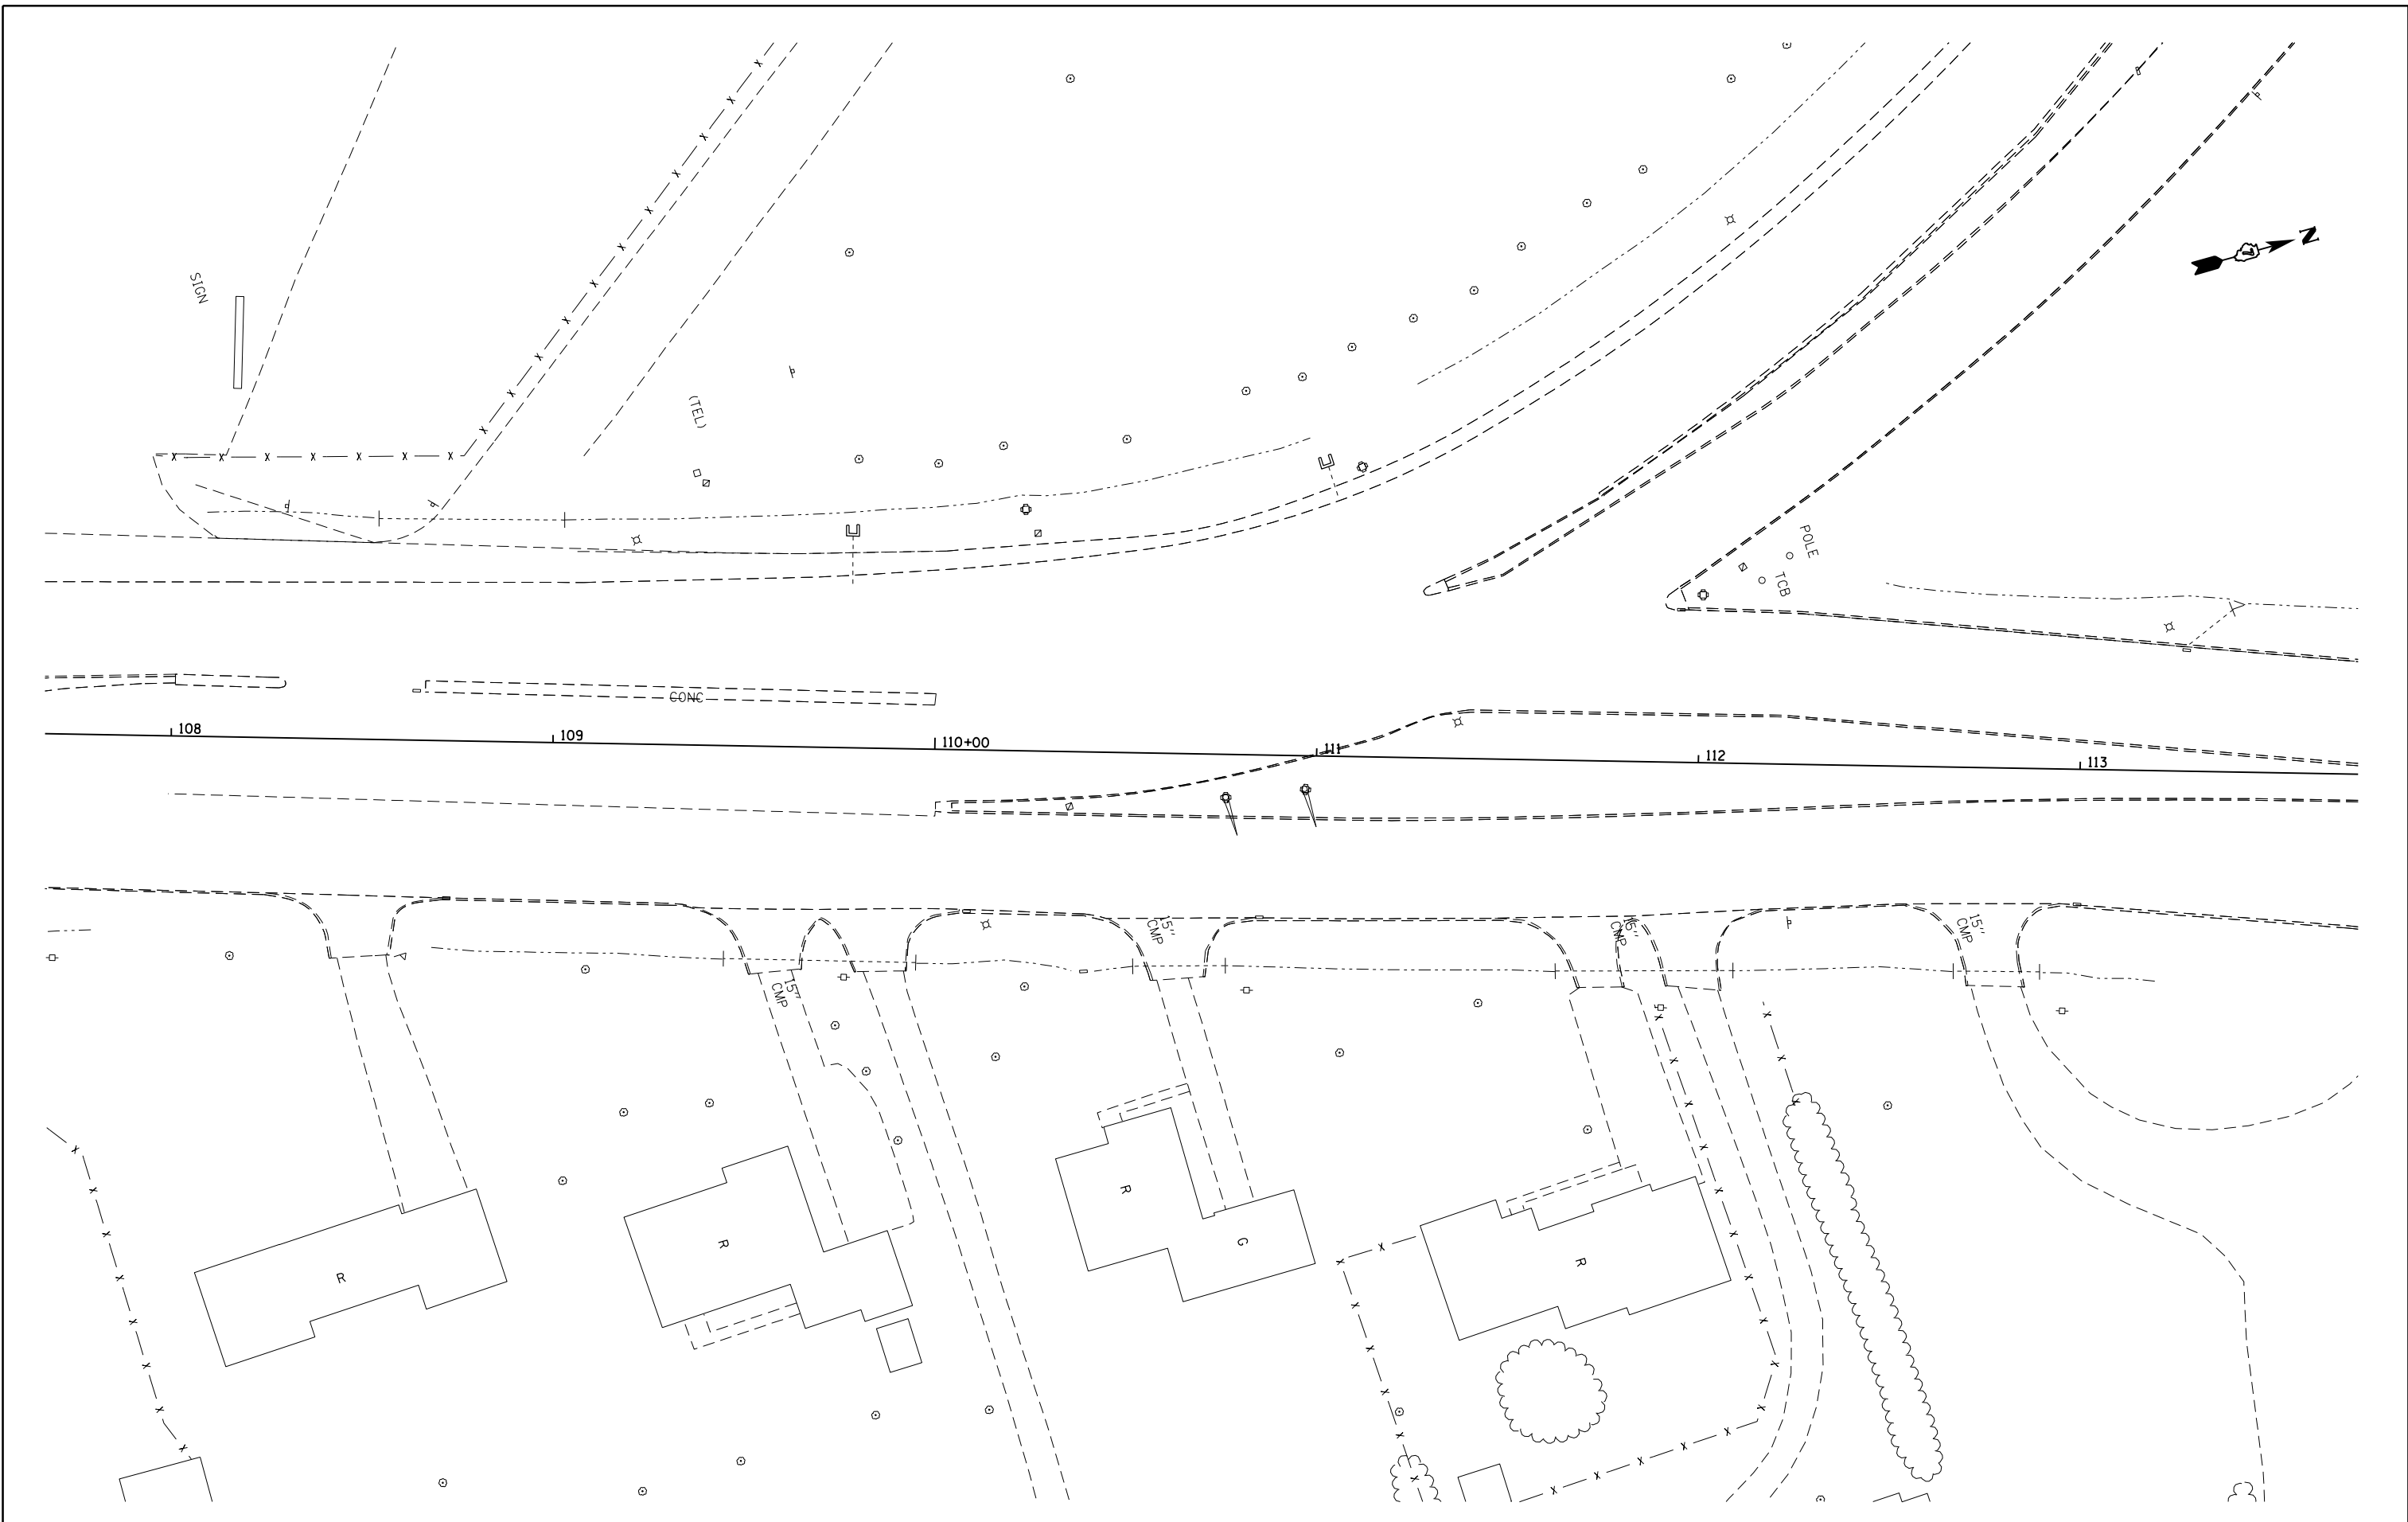 N
SIGN
(TEL)
POLE
TCB
CONC
108
109
110+00
111
112
113
15"
CMP
16"
CMP
15"
CMP
15"
CMP
R
R
R
G
R